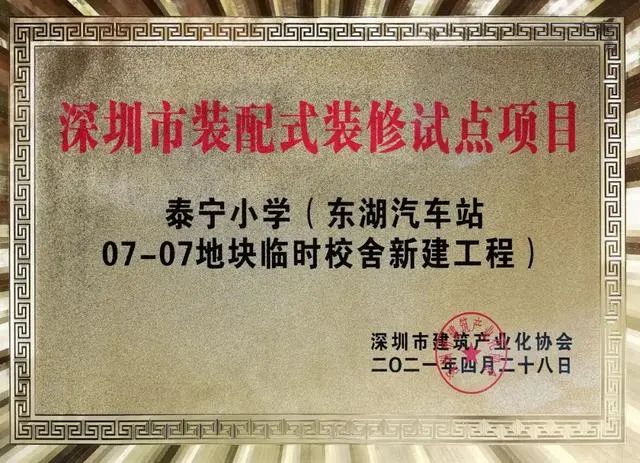 深圳市装配式装修试点项目
泰宁小学（东湖汽车站
07-07地块临时校舍新建工程）
深圳市建筑产业化协会
二〇二一年四月二十八日